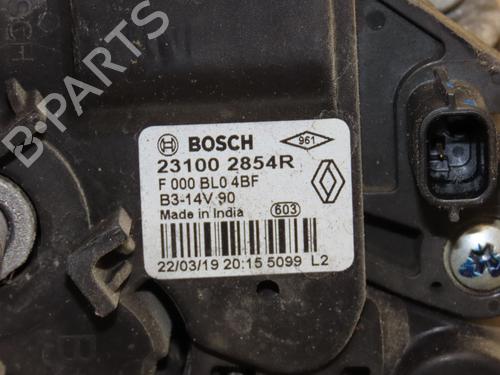 BOSCH
B-PARTS
BOSCH
961
23100 2854R
F 000 BL0 4BF
B3-14V 90
Made in India
603
22/03/19 20:15 5099 L2